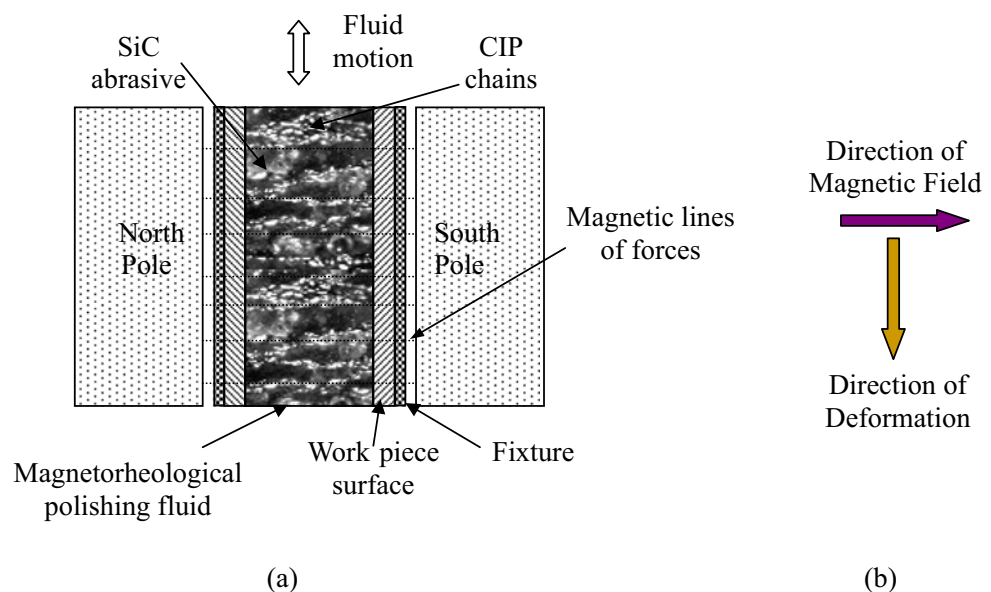 SiC
abrasive
Fluid
motion
CIP
chains
North
Pole
South
Pole
Magnetic lines
of forces
Magnetorheological
polishing fluid
Work piece
surface
Fixture
(a)
Direction of
Magnetic Field
Direction of
Deformation
(b)